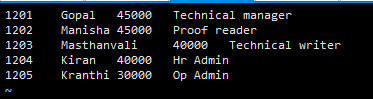 1201 Gopal 45000 Technical manager
1202 Manisha 45000 Proof reader
1203 Masthanvali 40000 Technical writer
1204 Kiran 40000 Hr Admin
1205 Kranthi 30000 Op Admin
~